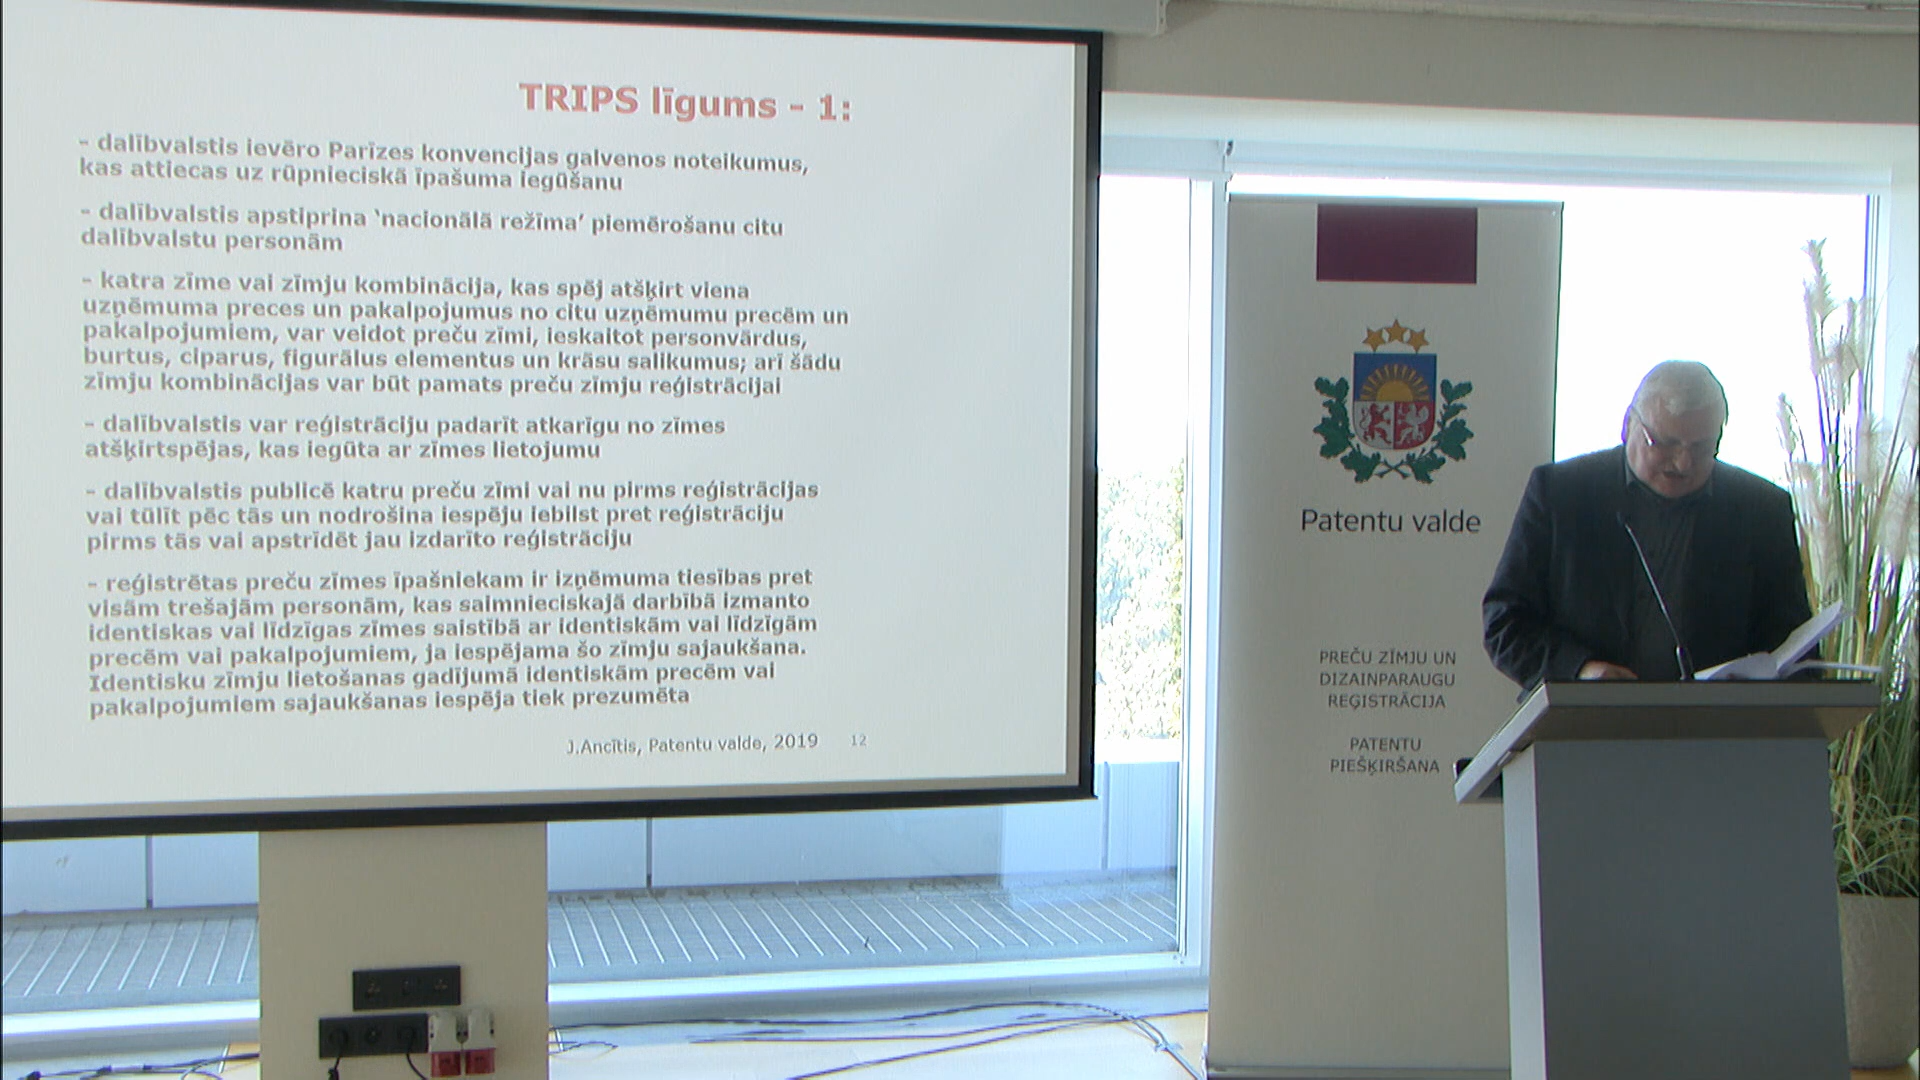 TRIPS līgums - 1:
– dalībvalstis ievēro Parīzes konvencijas galvenos noteikumus,
kas attiecas uz rūpnieciskā īpašuma iegūšanu
– dalībvalstis apstiprina ‘nacionālā režīma’ piemērošanu citu
dalībvalstu personām
– katra zīme vai zīmju kombinācija, kas spēj atšķirt viena
uzņēmuma preces un pakalpojumus no citu uzņēmumu precēm un
pakalpojumiem, var veidot preču zīmi, ieskaitot personvārdus,
burtus, ciparus, figurālus elementus un krāsu salikumus; arī šādu
zīmju kombinācijas var būt pamats preču zīmju reģistrācijai
– dalībvalstis var reģistrāciju padarīt atkarīgu no zīmes
atšķirtspējas, kas iegūta ar zīmes lietojumu
– dalībvalstis publicē katru preču zīmi vai nu pirms reģistrācijas
vai tūlīt pēc tās un nodrošina iespēju iebilst pret reģistrāciju
pirms tās vai apstrīdēt jau izdarīto reģistrāciju
– reģistrētas preču zīmes īpašniekam ir izņēmuma tiesības pret
visām trešajām personām, kas saimnieciskajā darbībā izmanto
identiskas vai līdzīgas zīmes saistībā ar identiskām vai līdzīgām
precēm vai pakalpojumiem, ja iespējama šo zīmju sajaukšana.
Identisku zīmju lietošanas gadījumā identiskām precēm vai
pakalpojumiem sajaukšanas iespēja tiek prezumēta
J.Ancītis, Patentu valde, 2019 12
Patentu valde
PREČU ZĪMJU UN
DIZAINPARAUGU
REĢISTRĀCIJA
PATENTU
PIEŠĶIRŠANA